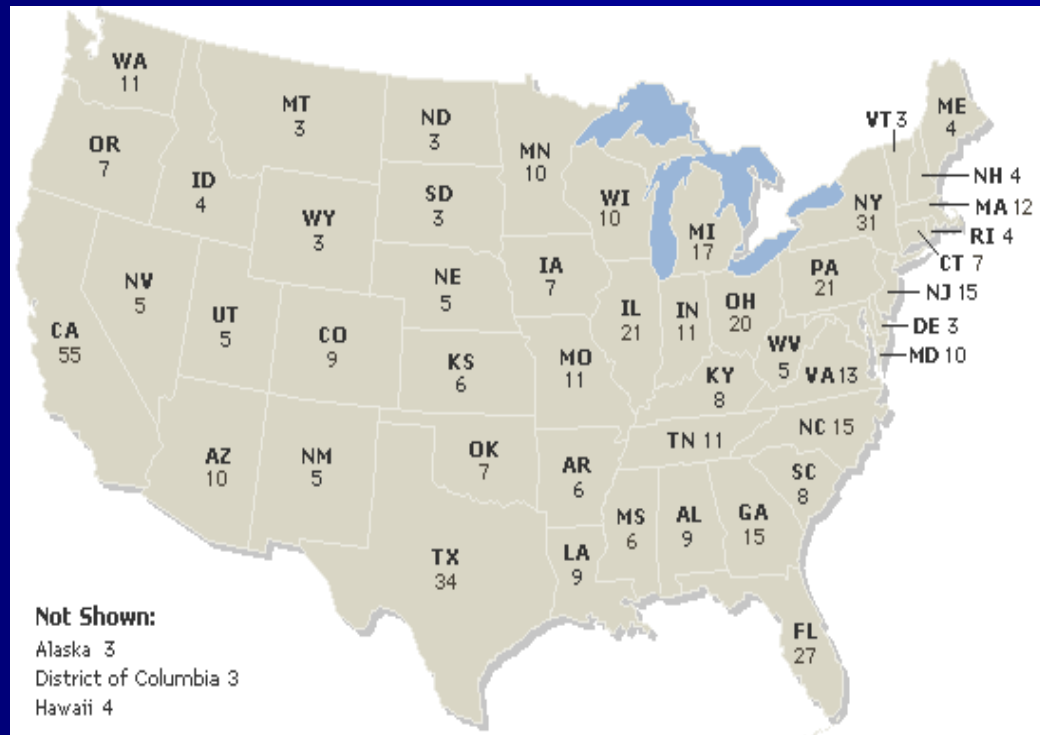 WA
11
MT
3
ND
3
MN
10
VT 3
ME
4
OR
7
ID
4
SD
3
WI
10
NH 4
MA 12
NY
31
RI 4
MI
17
CT 7
WY
3
IA
7
PA
21
NJ 15
NV
5
NE
5
OH
20
IL
21
IN
11
DE 3
UT
5
CO
9
CA
55
WV
5
MD 10
MO
11
KS
6
KY
8
VA 13
NC 15
TN 11
AZ
10
NM
5
OK
7
AR
6
SC
8
MS
6
AL
9
GA
15
TX
34
LA
9
FL
27
Not Shown:
Alaska 3
District of Columbia 3
Hawaii 4